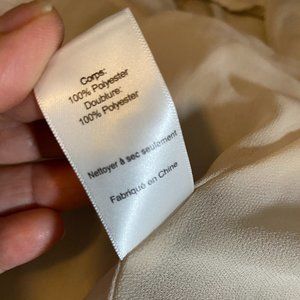 Corps:
100% Polyester
Doublure:
100% Polyester
Nettoyer à sec seulement
Fabriqué en Chine